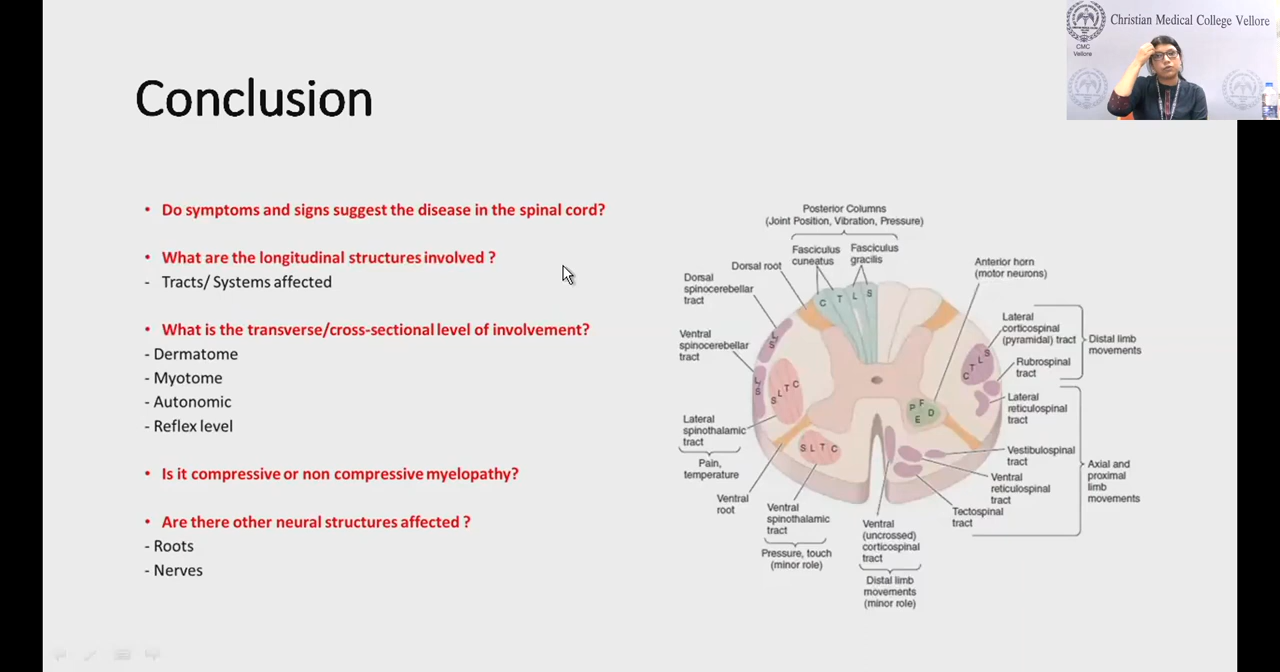 Christian Medical College Vellore
CMC
Vellore
Conclusion
• Do symptoms and signs suggest the disease in the spinal cord?
• What are the longitudinal structures involved ?
- Tracts/ Systems affected
• What is the transverse/cross-sectional level of involvement?
- Dermatome
- Myotome
- Autonomic
- Reflex level
• Is it compressive or non compressive myelopathy?
• Are there other neural structures affected ?
- Roots
- Nerves
Posterior Columns
(Joint Position, Vibration, Pressure)
Fasciculus
cuneatus
Fasciculus
gracilis
Dorsal root
Dorsal
spinocerebellar
tract
Ventral
spinocerebellar
tract
Lateral
spinothalamic
tract
Pain,
temperature
Ventral
root
Ventral
spinothalamic
tract
Pressure, touch
(minor role)
Ventral
(uncrossed)
corticospinal
tract
Distal limb
movements
(minor role)
Anterior horn
(motor neurons)
Lateral
corticospinal
(pyramidal) tract
Rubrospinal
tract
Distal limb
movements
Lateral
reticulospinal
tract
Vestibulospinal
tract
Ventral
reticulospinal
tract
Tectospinal
tract
Axial and
proximal
limb
movements
C T L S
L
S
L
S
S L T C
S L T C
C T L S
P F
E D